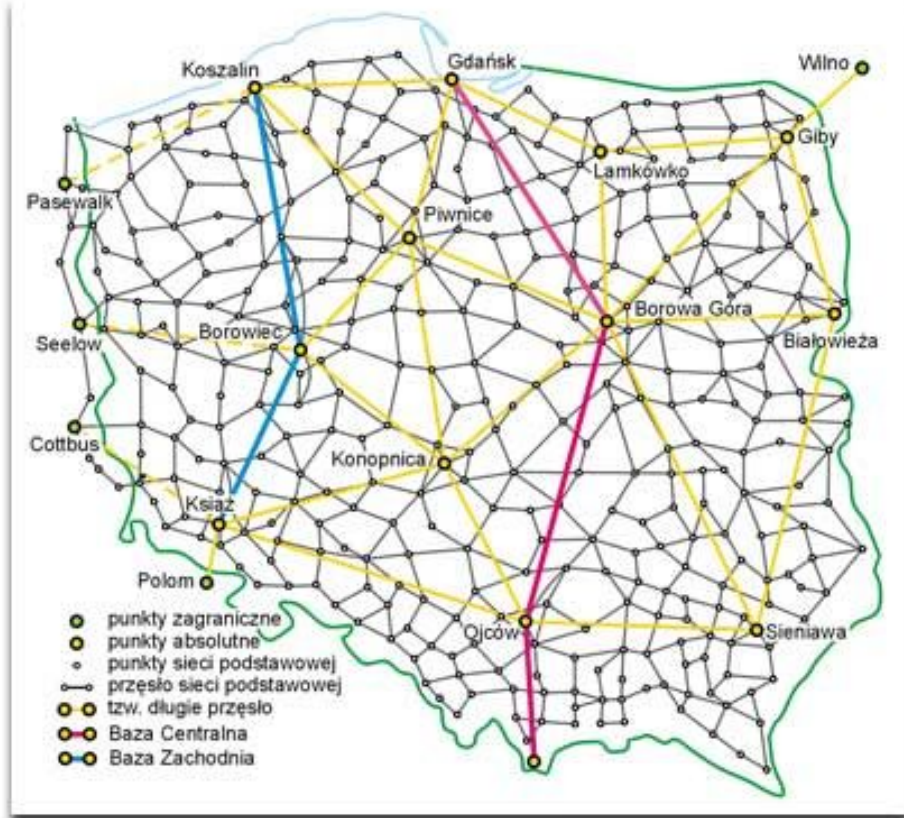 Koszalin
Gdańsk
Wilno
Giby
Lamkówko
Pasewalk
Piwnice
Borowiec
Borowa Góra
Seelow
Białowieża
Cottbus
Konopnica
Książ
Polom
Ojców
Sieniawa
punkty zagraniczne
punkty absolutne
punkty sieci podstawowej
przęsło sieci podstawowej
tzw. długie przęsło
Baza Centralna
Baza Zachodnia